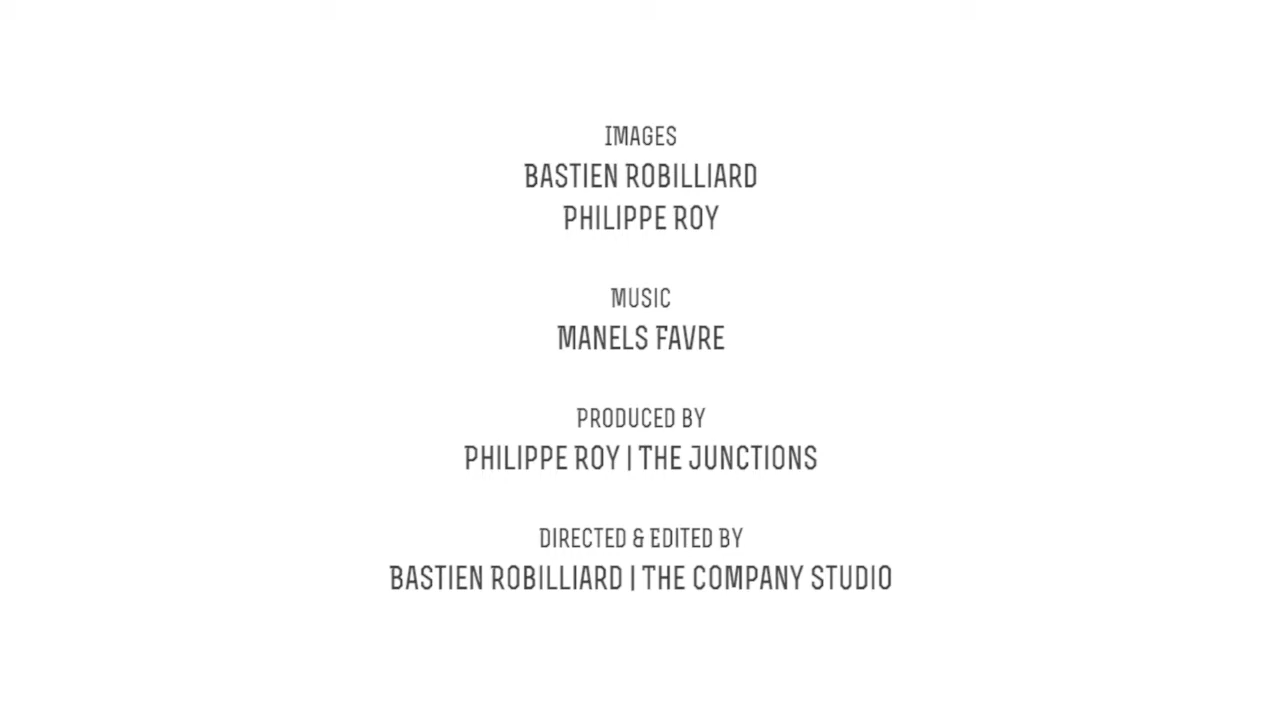 IMAGES
BASTIEN ROBILLIARD
PHILIPPE ROY
MUSIC
MANELS FAVRE
PRODUCED BY
PHILIPPE ROY | THE JUNCTIONS
DIRECTED & EDITED BY
BASTIEN ROBILLIARD | THE COMPANY STUDIO